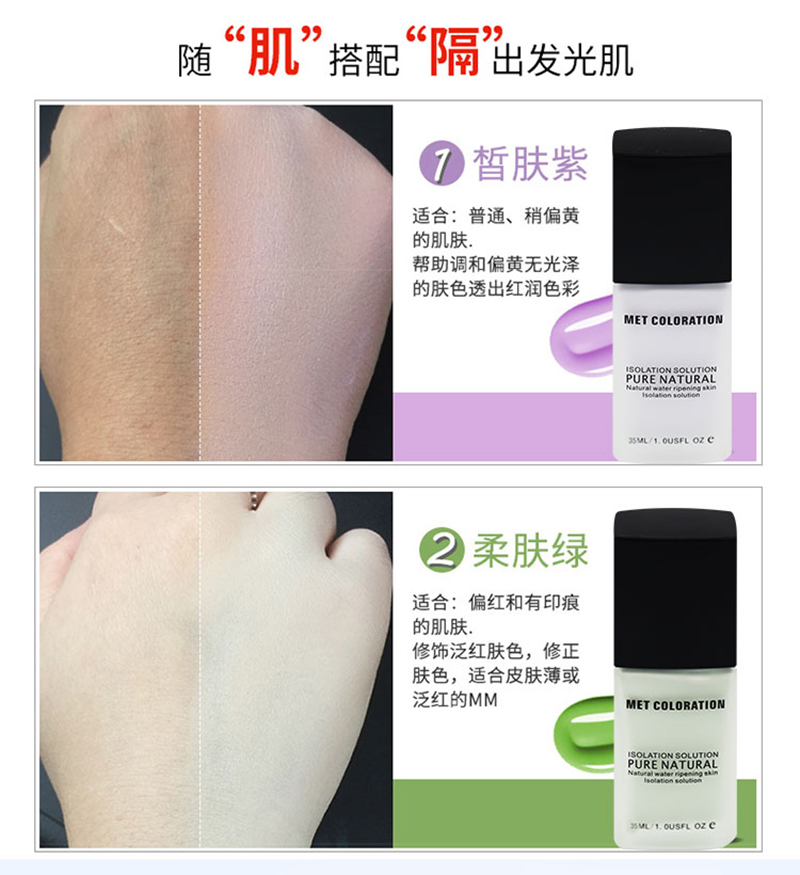 随“肌”搭配“隔”出发光肌
1 皙肤紫
适合：普通、稍偏黄
的肌肤.
帮助调和偏黄无光泽
的肤色透出红润色彩
MET COLORATION
ISOLATION SOLUTION
PURE NATURAL
Natural water ripening skin
Isolation solution
35ML/1.0USFL OZ e
2 柔肤绿
适合：偏红和有印痕
的肌肤.
修饰泛红肤色，修正
肤色，适合皮肤薄或
泛红的MM
MET COLORATION
ISOLATION SOLUTION
PURE NATURAL
Natural water ripening skin
Isolation solution
35ML/1.0USFL OZ e